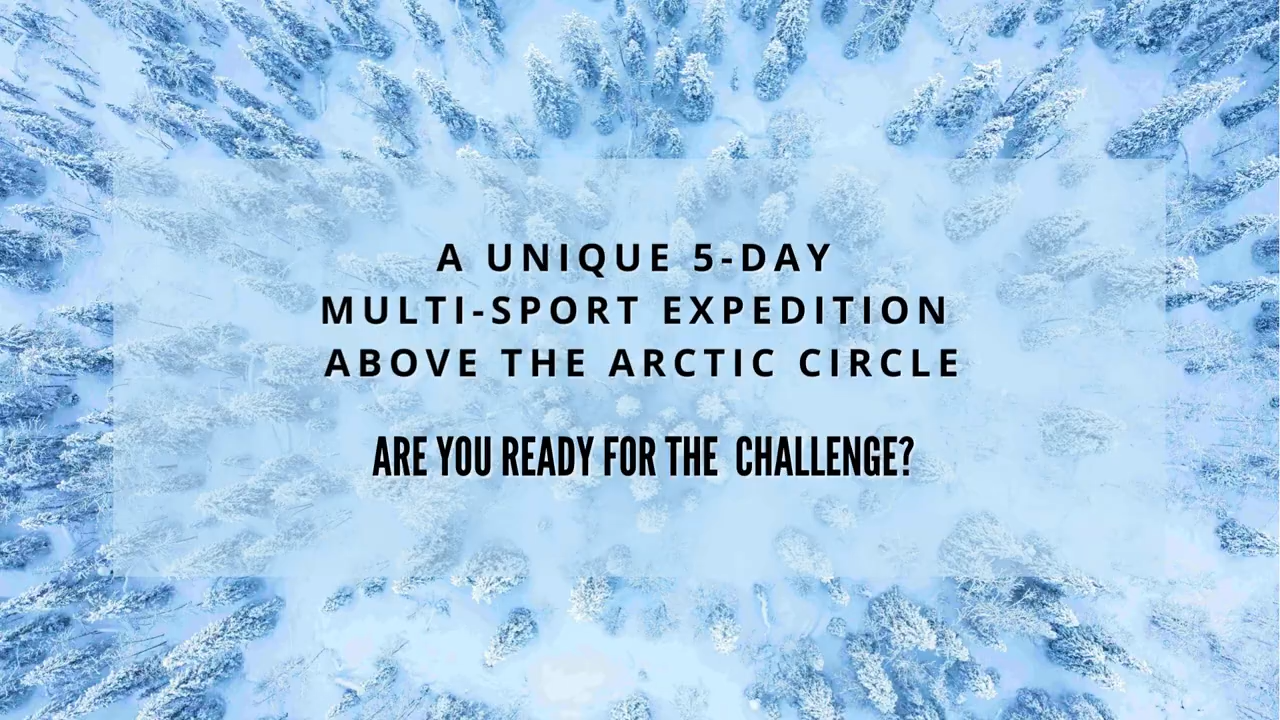 A UNIQUE 5-DAY
MULTI-SPORT EXPEDITION
ABOVE THE ARCTIC CIRCLE
ARE YOU READY FOR THE CHALLENGE?